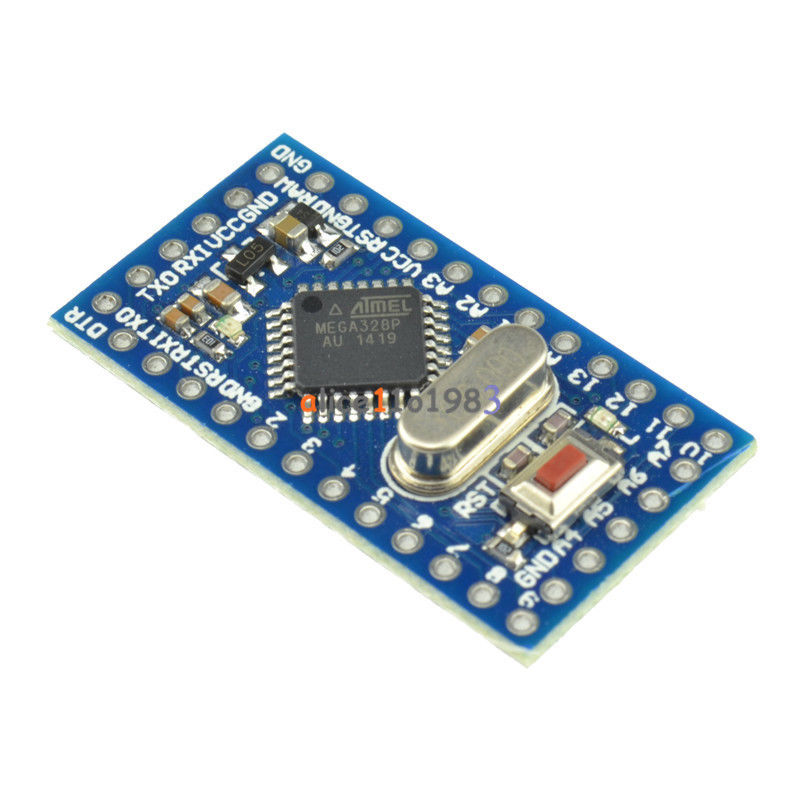 GND
DTR
TXO
RXI
VCC
GND
RAW
GND
RST
VCC
A3
A2
L05
ATMEL
MEGA328P
AU 1419
TXO
RXI
RST
GND
2
3
4
5
6
7
8
9
alice1101983
RST
13
12
11
10
A7
A6
A5
A4
GND